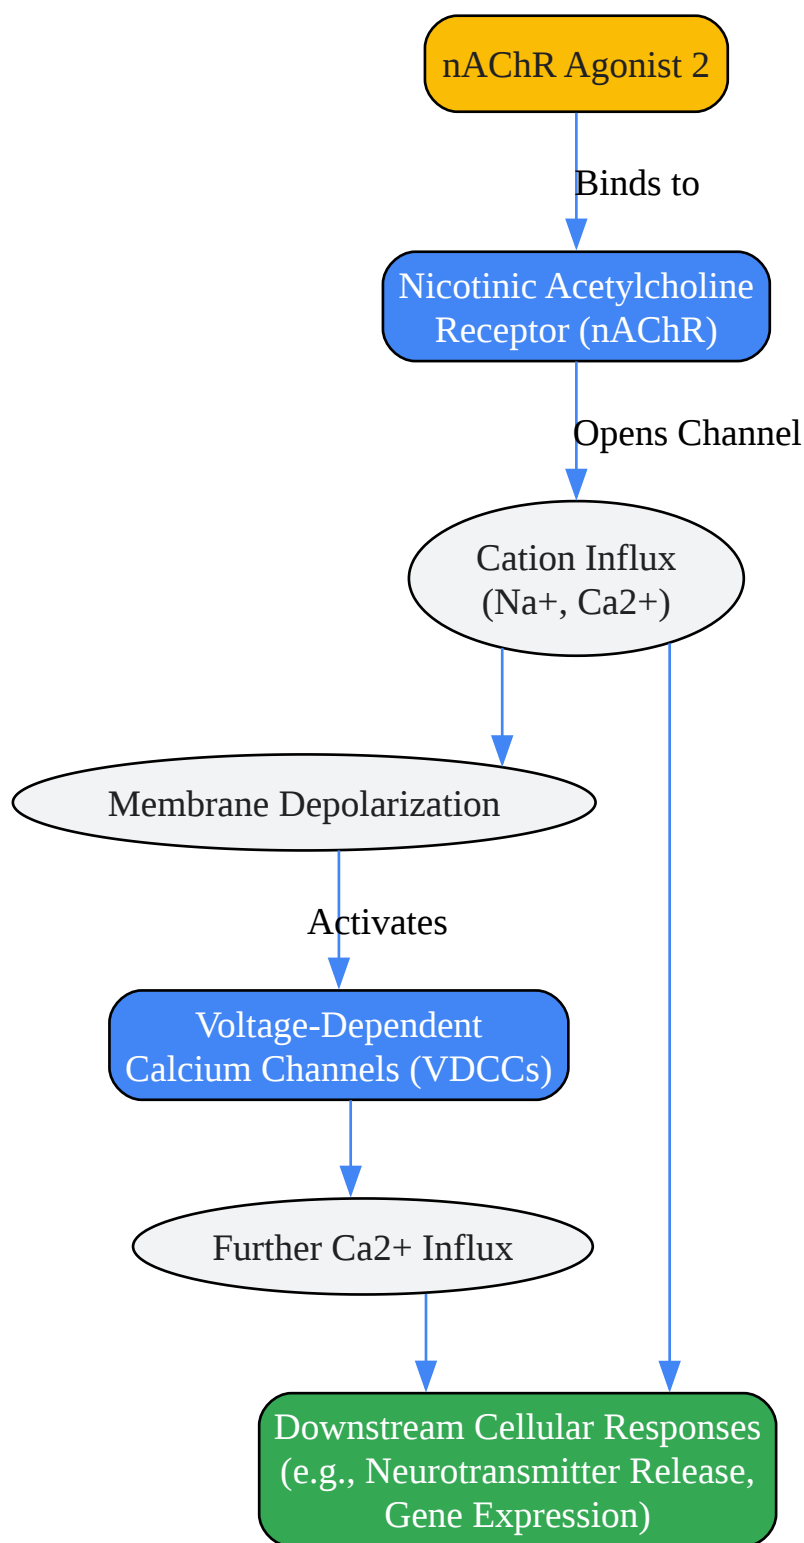 nAChR Agonist 2
Binds to
Nicotinic Acetylcholine
Receptor (nAChR)
Opens Channel
Cation Influx
(Na+, Ca2+)
Membrane Depolarization
Activates
Voltage-Dependent
Calcium Channels (VDCCs)
Further Ca2+ Influx
Downstream Cellular Responses
(e.g., Neurotransmitter Release,
Gene Expression)